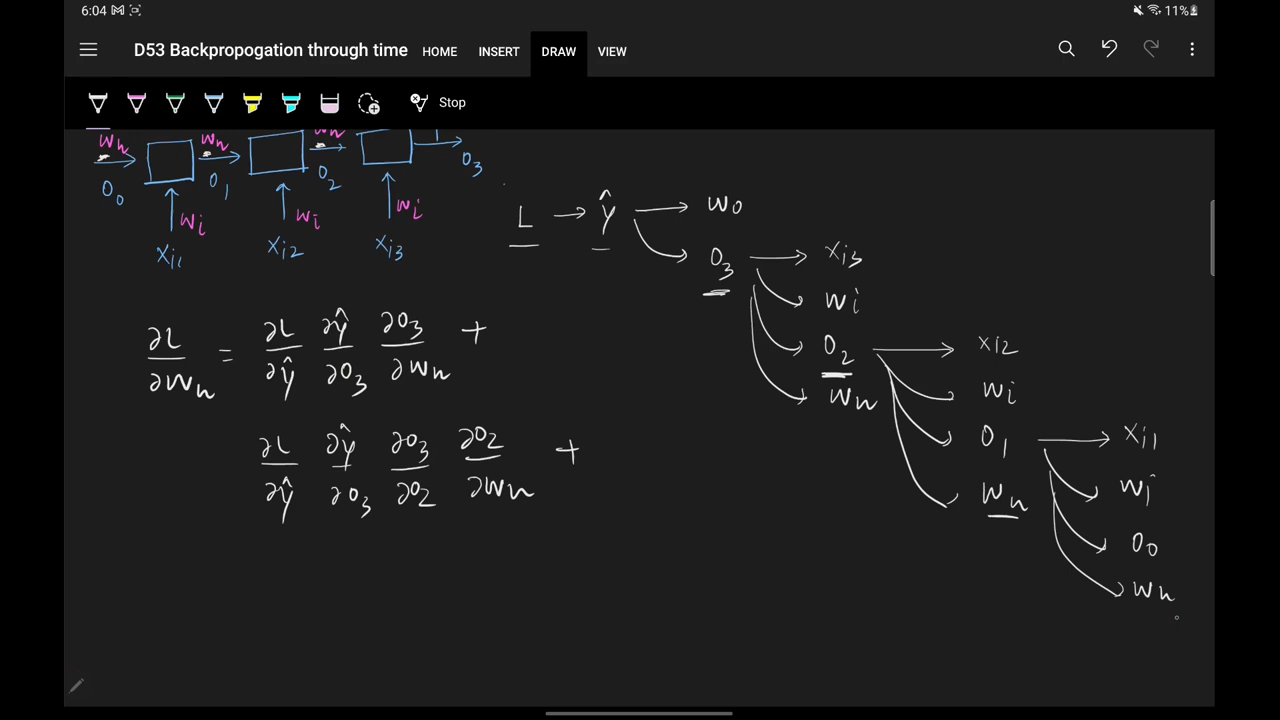 6:04 11%
D53 Backpropogation through time HOME INSERT DRAW VIEW
Stop
Wh Wh Wh
O0 O1 O2 O3
Wi Wi Wi
Xi1 Xi2 Xi3
L → Ŷ → W0
O3 → Xi3
Wi
O2 → Xi2
Wh
Wi
O1 → Xi1
Wh
Wi
O0
Wh
∂L/∂Wh = ∂L/∂Ŷ ∂Ŷ/∂O3 ∂O3/∂Wh +
∂L/∂Ŷ ∂Ŷ/∂O3 ∂O3/∂O2 ∂O2/∂Wh +